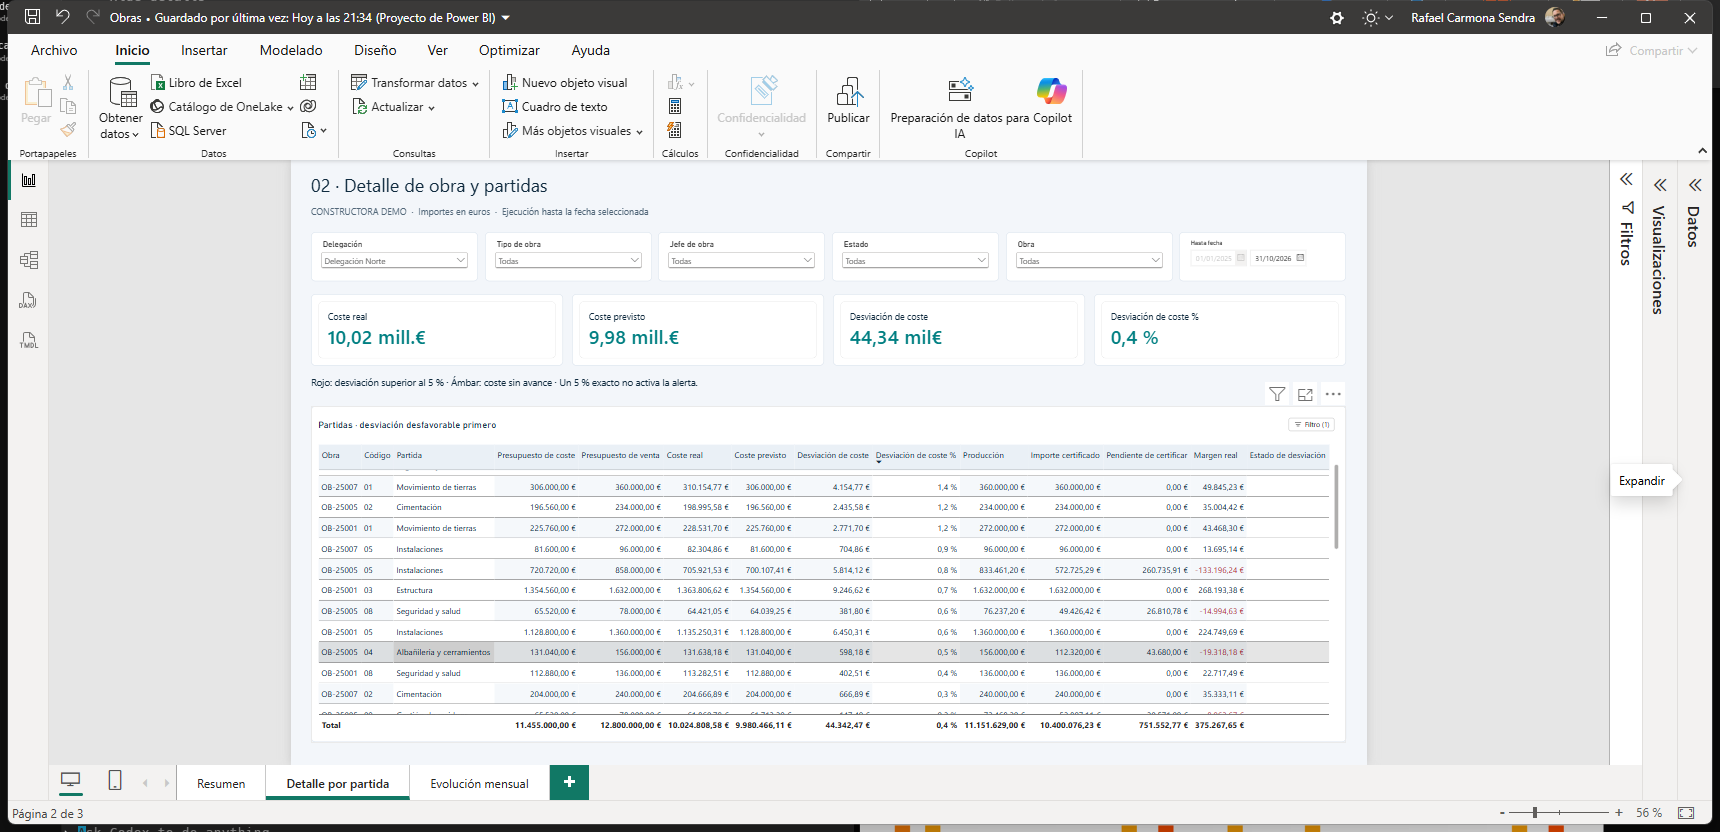 Obras • Guardado por última vez: Hoy a las 21:34 (Proyecto de Power BI)
Rafael Carmona Sendra
Archivo Inicio Insertar Modelado Diseño Ver Optimizar Ayuda
Compartir
Pegar
Portapapeles
Obtener datos
Libro de Excel
Catálogo de OneLake
SQL Server
Datos
Transformar datos
Actualizar
Consultas
Nuevo objeto visual
Cuadro de texto
Más objetos visuales
Insertar
Cálculos
Confidencialidad
Confidencialidad
Publicar
Compartir
Preparación de datos para IA
Copilot
Copilot
DAX
TMDL
02 · Detalle de obra y partidas
CONSTRUCTORA DEMO · Importes en euros · Ejecución hasta la fecha seleccionada
Delegación
Delegación Norte
Tipo de obra
Todas
Jefe de obra
Todas
Estado
Todas
Obra
Todas
Hasta fecha
01/01/2025 31/10/2026
Coste real
10,02 mill.€
Coste previsto
9,98 mill.€
Desviación de coste
44,34 mil€
Desviación de coste %
0,4 %
Rojo: desviación superior al 5 % · Ámbar: coste sin avance · Un 5 % exacto no activa la alerta.
Partidas · desviación desfavorable primero
Filtro (1)
Obra Código Partida Presupuesto de coste Presupuesto de venta Coste real Coste previsto Desviación de coste Desviación de coste % Producción Importe certificado Pendiente de certificar Margen real Estado de desviación
OB-25007 01 Movimiento de tierras 306.000,00 € 360.000,00 € 310.154,77 € 306.000,00 € 4.154,77 € 1,4 % 360.000,00 € 360.000,00 € 0,00 € 49.845,23 €
OB-25005 02 Cimentación 196.560,00 € 234.000,00 € 198.995,58 € 196.560,00 € 2.435,58 € 1,2 % 234.000,00 € 234.000,00 € 0,00 € 35.004,42 €
OB-25001 01 Movimiento de tierras 225.760,00 € 272.000,00 € 228.531,70 € 225.760,00 € 2.771,70 € 1,2 % 272.000,00 € 272.000,00 € 0,00 € 43.468,30 €
OB-25007 05 Instalaciones 81.600,00 € 96.000,00 € 82.304,86 € 81.600,00 € 704,86 € 0,9 % 96.000,00 € 96.000,00 € 0,00 € 13.695,14 €
OB-25005 05 Instalaciones 720.720,00 € 858.000,00 € 705.921,53 € 700.107,41 € 5.814,12 € 0,8 % 833.461,20 € 572.725,29 € 260.735,91 € -133.196,24 €
OB-25001 03 Estructura 1.354.560,00 € 1.632.000,00 € 1.363.806,62 € 1.354.560,00 € 9.246,62 € 0,7 % 1.632.000,00 € 1.632.000,00 € 0,00 € 268.193,38 €
OB-25005 08 Seguridad y salud 65.520,00 € 78.000,00 € 64.421,05 € 64.039,25 € 381,80 € 0,6 % 76.237,20 € 49.426,42 € 26.810,78 € -14.994,63 €
OB-25001 05 Instalaciones 1.128.800,00 € 1.360.000,00 € 1.135.250,31 € 1.128.800,00 € 6.450,31 € 0,6 % 1.360.000,00 € 1.360.000,00 € 0,00 € 224.749,69 €
OB-25005 04 Albañilería y cerramientos 131.040,00 € 156.000,00 € 131.638,18 € 131.040,00 € 598,18 € 0,5 % 156.000,00 € 112.320,00 € 43.680,00 € -19.318,18 €
OB-25001 08 Seguridad y salud 112.880,00 € 136.000,00 € 113.282,51 € 112.880,00 € 402,51 € 0,4 % 136.000,00 € 136.000,00 € 0,00 € 22.717,49 €
OB-25007 02 Cimentación 204.000,00 € 240.000,00 € 204.666,89 € 204.000,00 € 666,89 € 0,3 % 240.000,00 € 240.000,00 € 0,00 € 35.333,11 €
Total 11.455.000,00 € 12.800.000,00 € 10.024.808,58 € 9.980.466,11 € 44.342,47 € 0,4 % 11.151.629,00 € 10.400.076,23 € 751.552,77 € 375.267,65 €
Filtros
Visualizaciones
Datos
Expandir
Resumen Detalle por partida Evolución mensual
Página 2 de 3
56 %